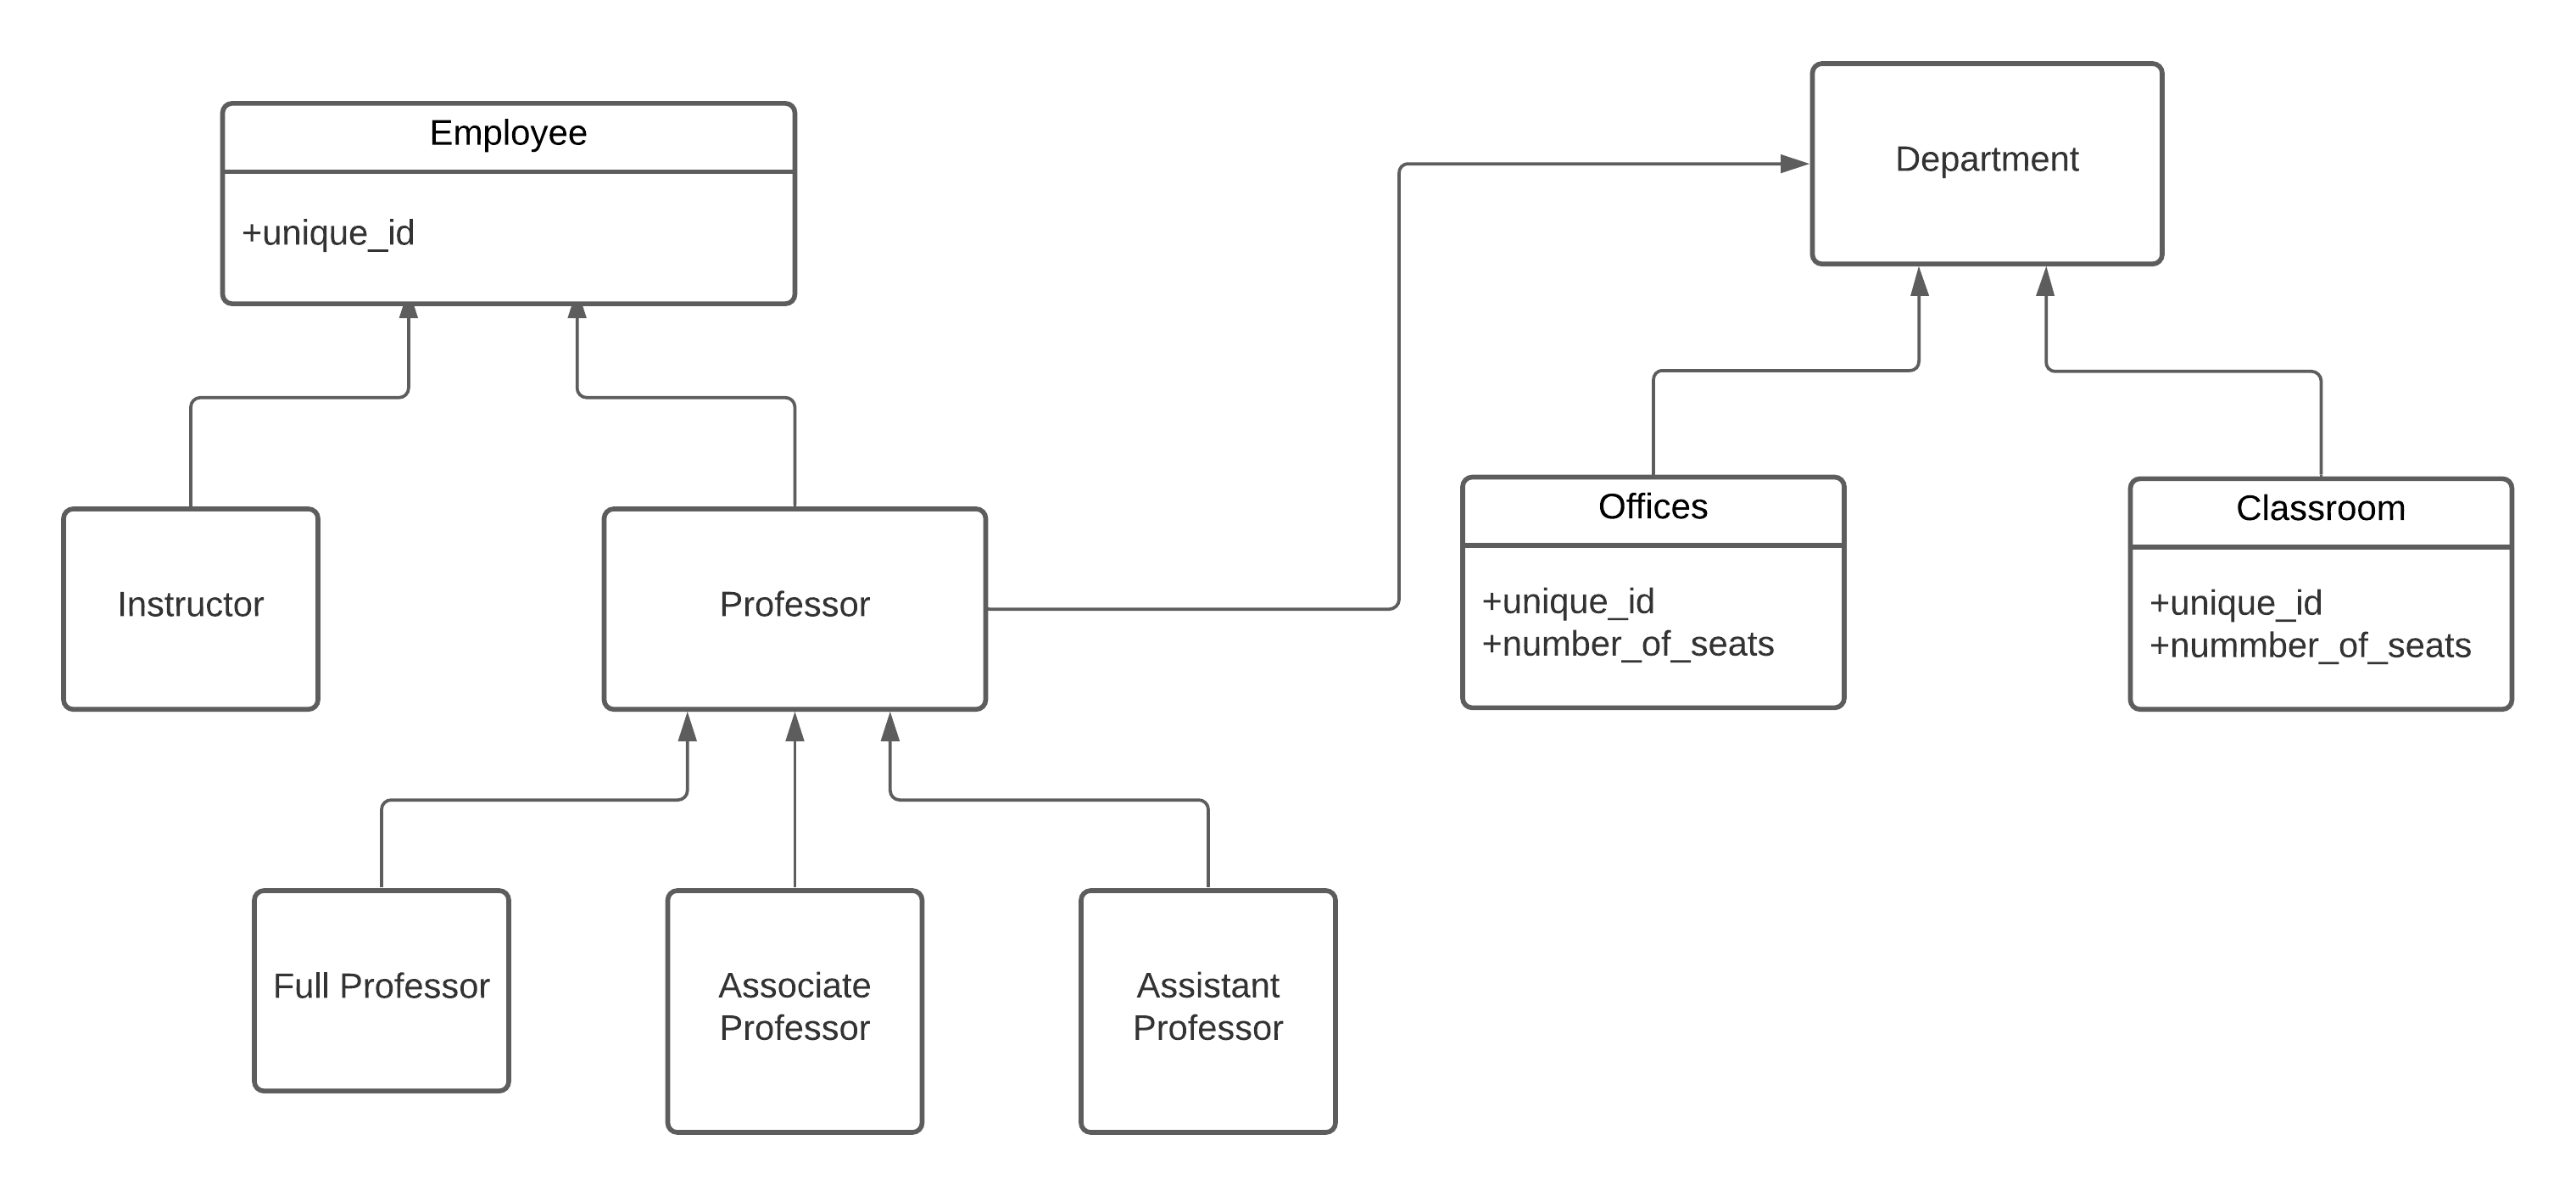 Employee
+unique_id
Department
Instructor
Professor
Offices
+unique_id
+number_of_seats
Classroom
+unique_id
+nummber_of_seats
Full Professor
Associate
Professor
Assistant
Professor